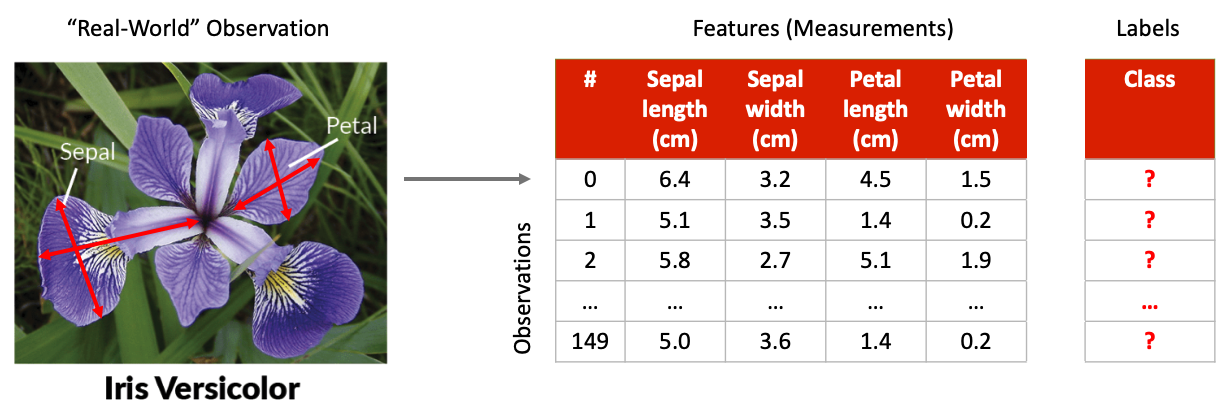 “Real-World” Observation
Features (Measurements)
Labels
Sepal
Petal
Iris Versicolor
Observations
# Sepal length (cm) Sepal width (cm) Petal length (cm) Petal width (cm) Class
0 6.4 3.2 4.5 1.5 ?
1 5.1 3.5 1.4 0.2 ?
2 5.8 2.7 5.1 1.9 ?
... ... ... ... ... ...
149 5.0 3.6 1.4 0.2 ?